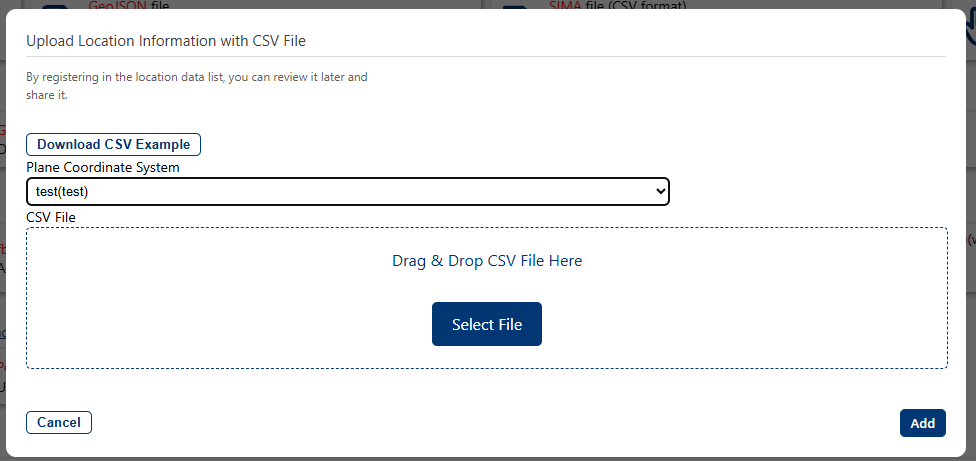 GeoJSON file
SIMA file (CSV format)
Upload Location Information with CSV File
By registering in the location data list, you can review it later and
share it.
Download CSV Example
Plane Coordinate System
test(test)
CSV File
Drag & Drop CSV File Here
Select File
Cancel
Add